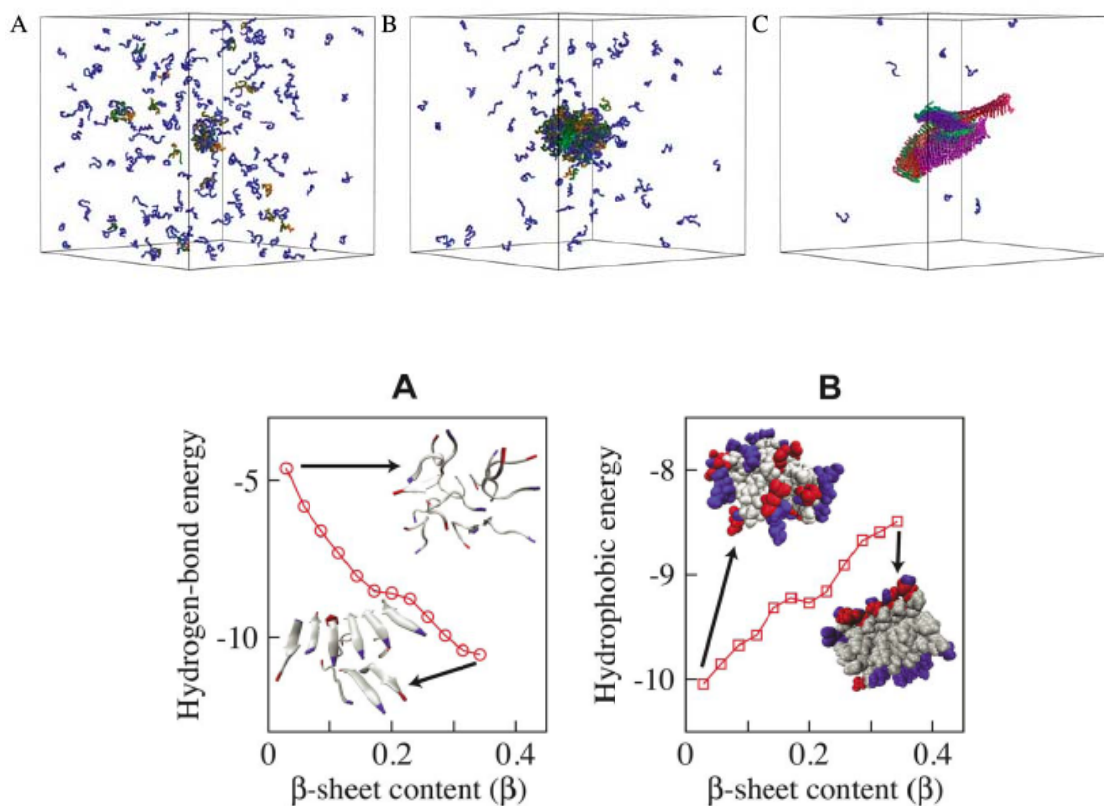 A B C
A B
Hydrogen-bond energy
-5
-10
0 0.2 0.4
β-sheet content (β)
Hydrophobic energy
-8
-9
-10
0 0.2 0.4
β-sheet content (β)